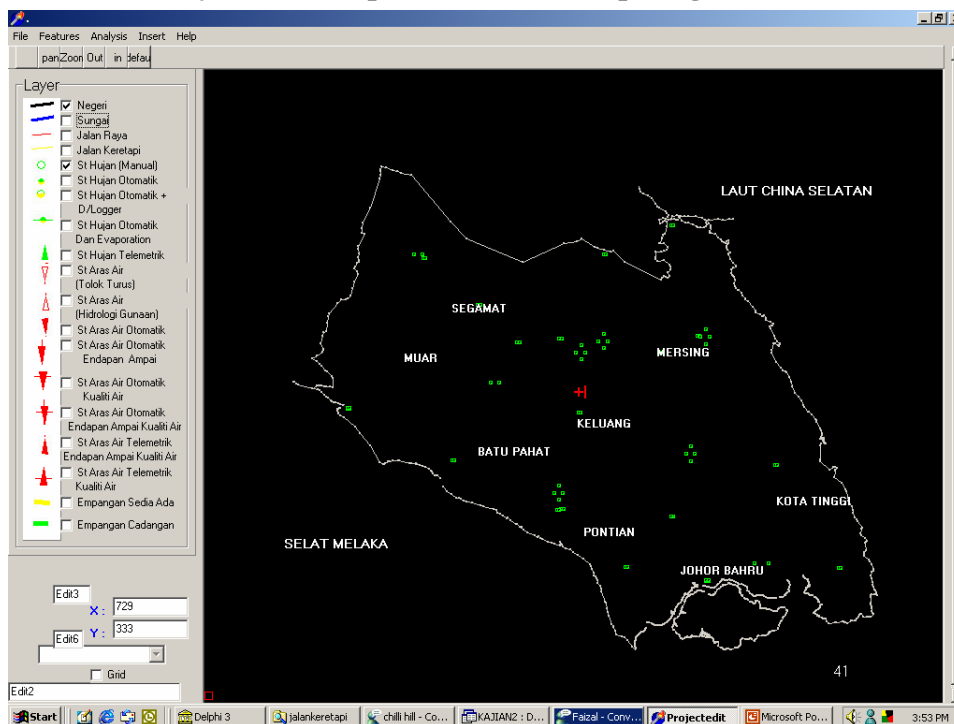 File Features Analysis Insert Help
pan Zoon Out in defau
Layer
Negeri
Sungai
Jalan Raya
Jalan Keretapi
St Hujan (Manual)
St Hujan Otomatik
St Hujan Otomatik +
D/Logger
St Hujan Otomatik
Dan Evaporation
St Hujan Telemetrik
St Aras Air
(Tolok Turus)
St Aras Air
(Hidrologi Gunaan)
St Aras Air Otomatik
St Aras Air Otomatik
Endapan Ampai
St Aras Air Otomatik
Kualiti Air
St Aras Air Otomatik
Endapan Ampai Kualiti Air
St Aras Air Telemetrik
Endapan Ampai Kualiti Air
St Aras Air Telemetrik
Kualiti Air
Empangan Sedia Ada
Empangan Cadangan
Edit3
X : 729
Edit6
Y : 333
Grid
Edit2
LAUT CHINA SELATAN
SEGAMAT
MUAR
MERSING
KELUANG
BATU PAHAT
KOTA TINGGI
PONTIAN
SELAT MELAKA
JOHOR BAHRU
41
Start Delphi 3 jalankeretapi chilli hill - Co... KAJIAN2 : D... Faizal - Conv... Projectedit Microsoft Po... 3:53 PM